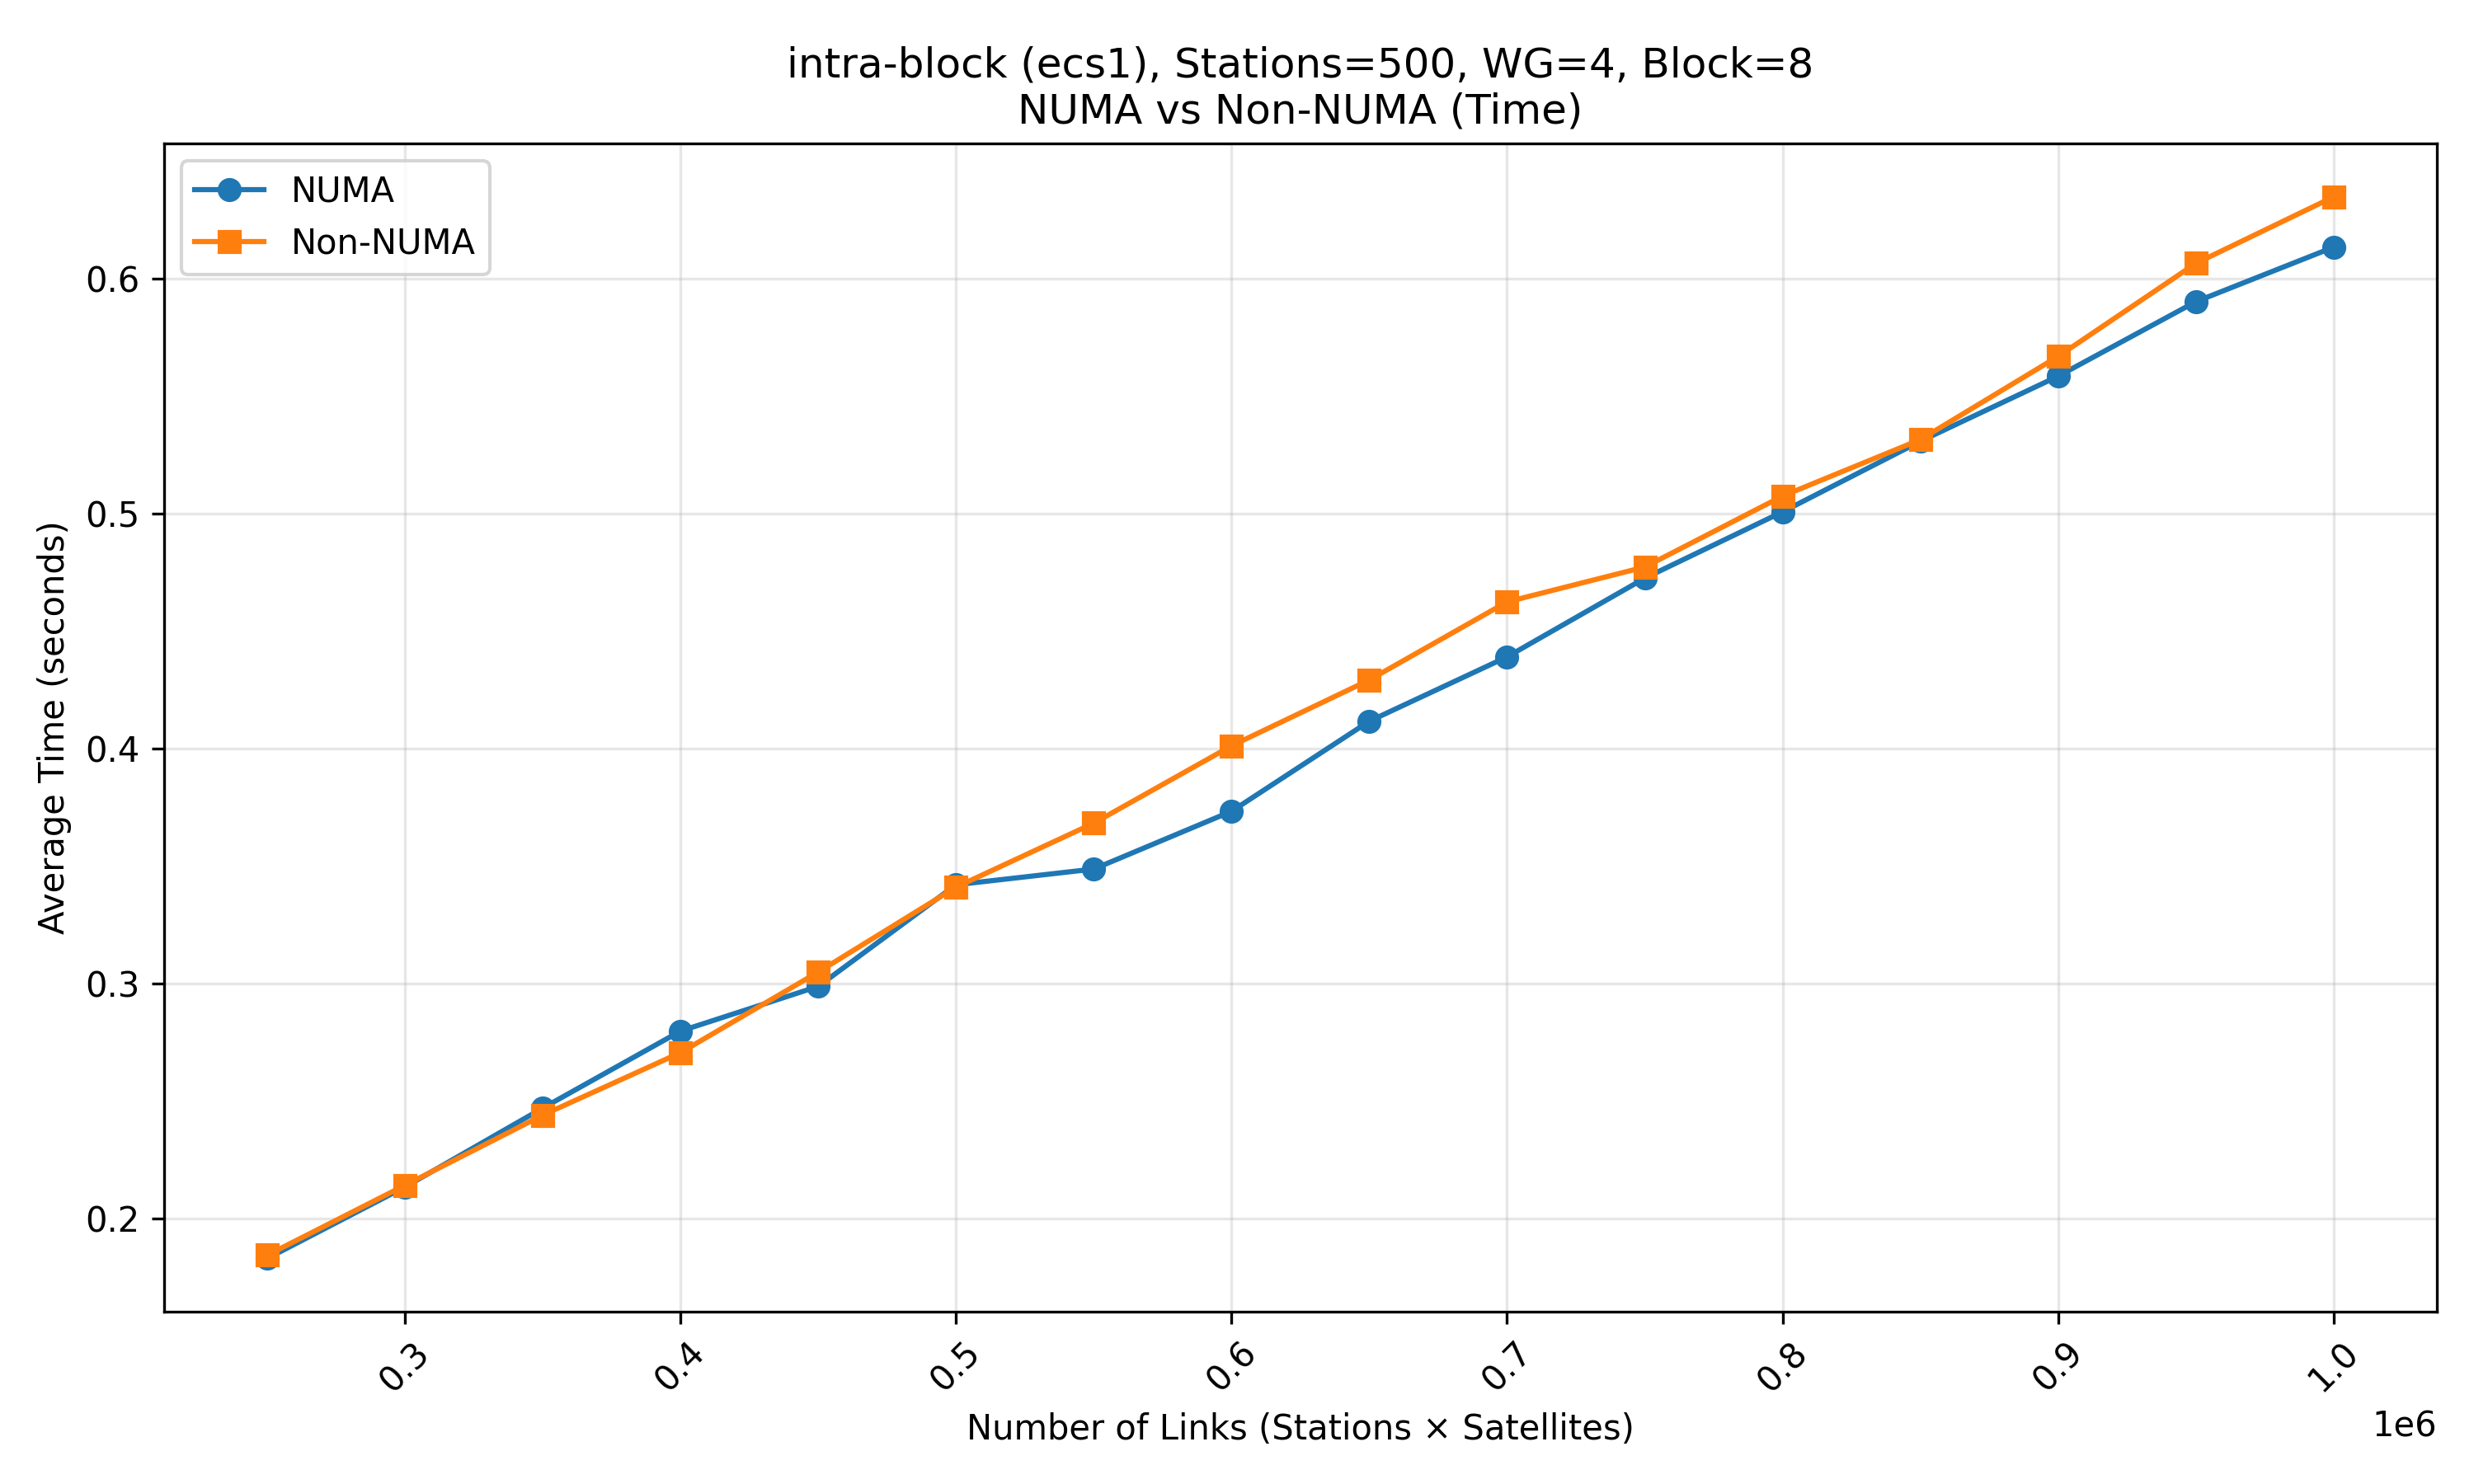 intra-block (ecs1), Stations=500, WG=4, Block=8
NUMA vs Non-NUMA (Time)
NUMA
Non-NUMA
Average Time (seconds)
0.6
0.5
0.4
0.3
0.2
0.3
0.4
0.5
0.6
0.7
0.8
0.9
1.0
Number of Links (Stations × Satellites)
1e6